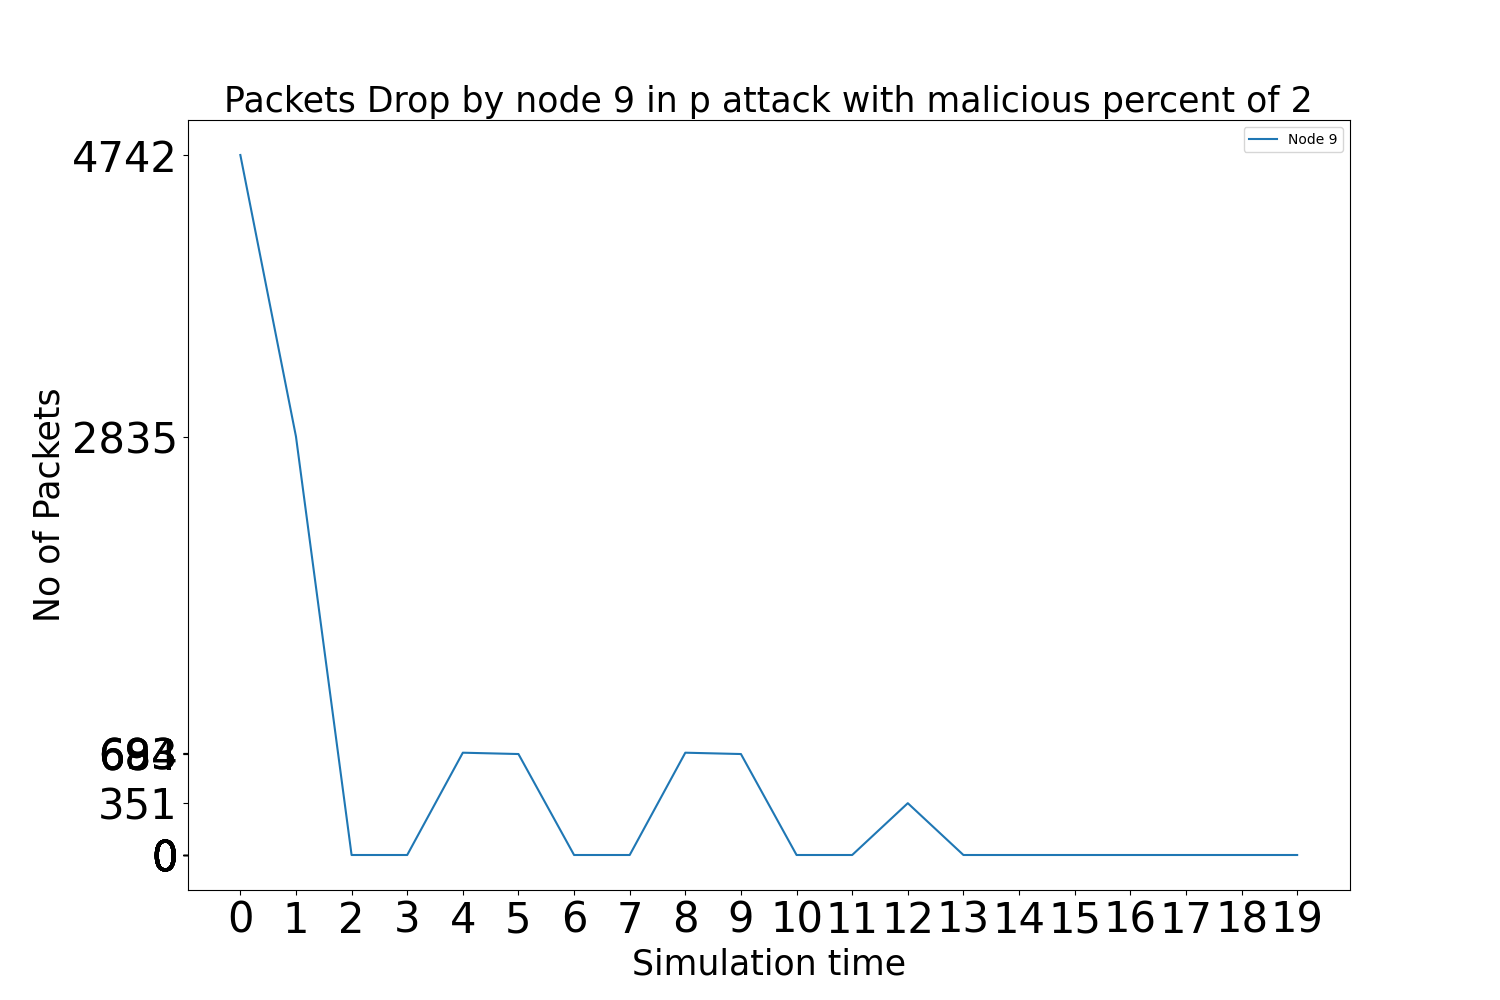 Packets Drop by node 9 in p attack with malicious percent of 2
Node 9
4742
2835
351
0
No of Packets
0 1 2 3 4 5 6 7 8 9 10 11 12 13 14 15 16 17 18 19
Simulation time